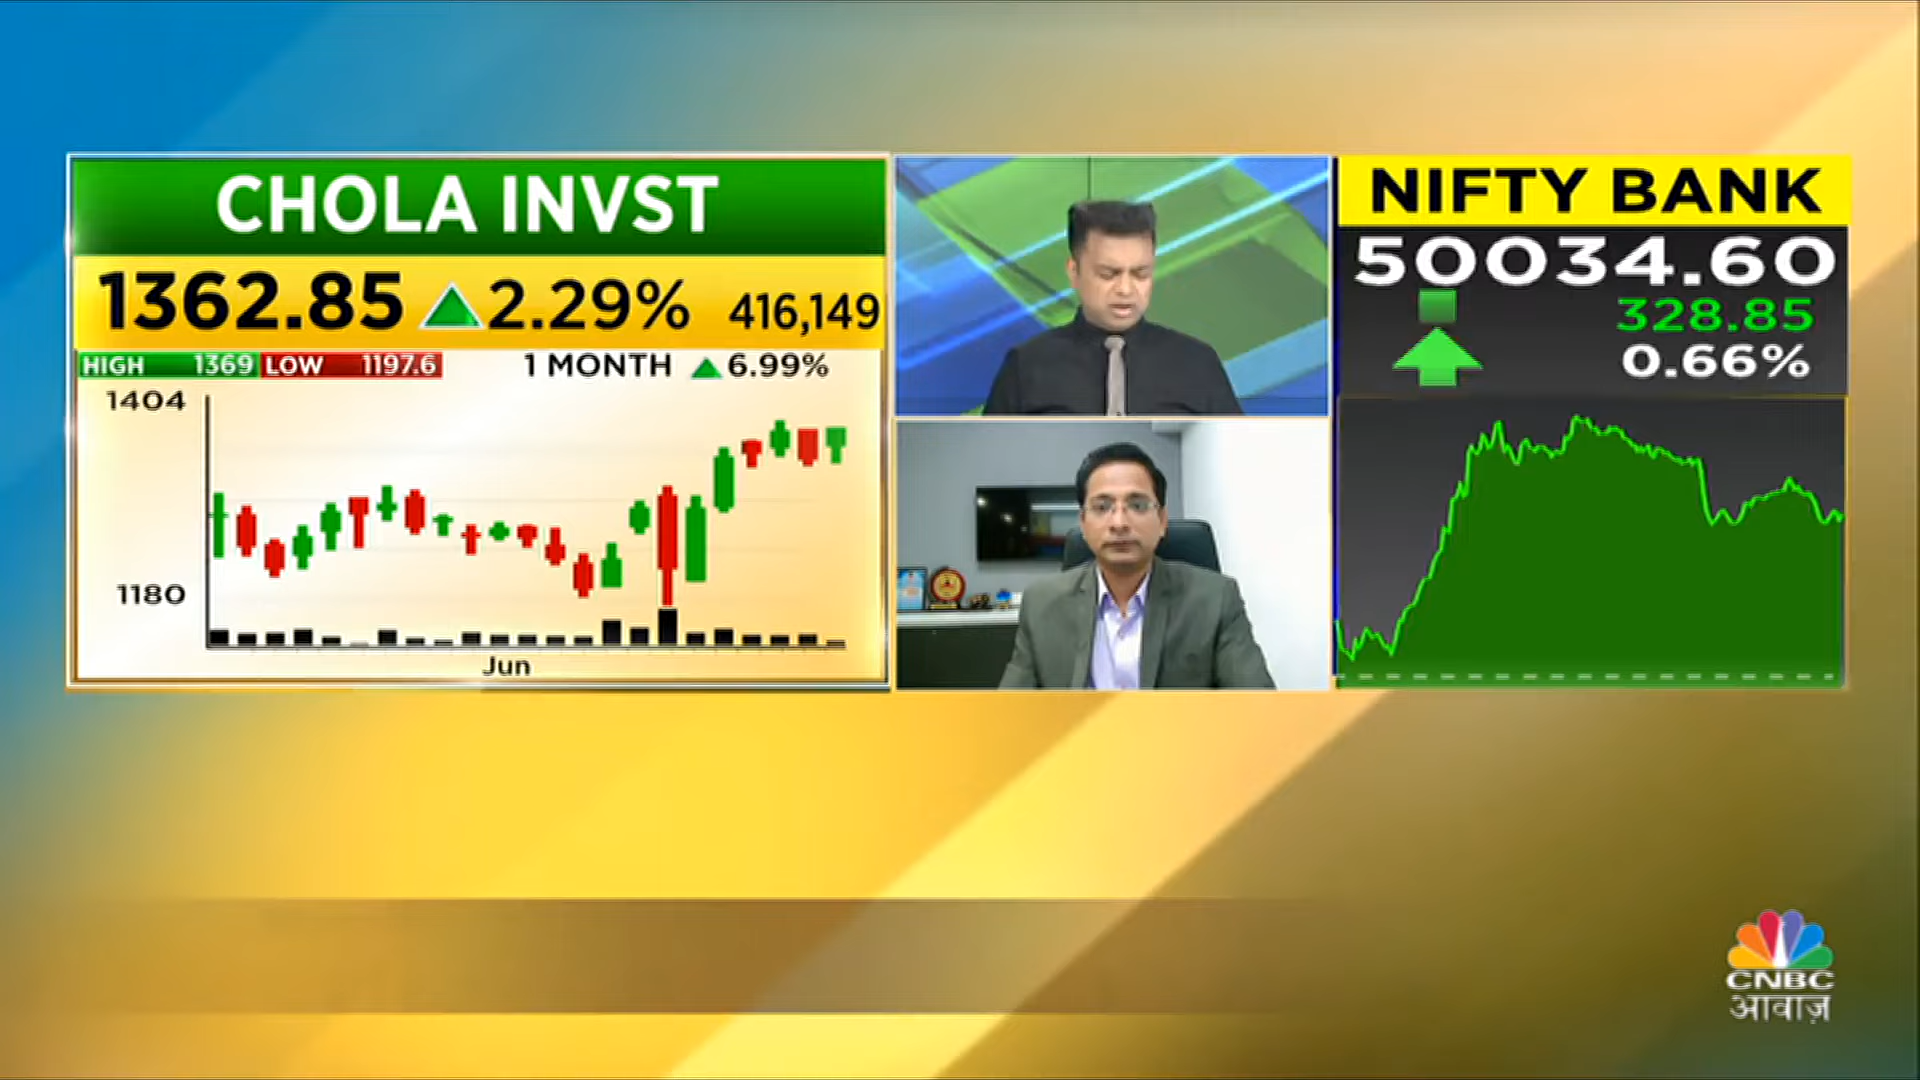 CHOLA INVST
1362.85 2.29% 416,149
HIGH 1369 LOW 1197.6 1 MONTH 6.99%
1404
1180
Jun
NIFTY BANK
50034.60
328.85
0.66%
CNBC
आवाज़